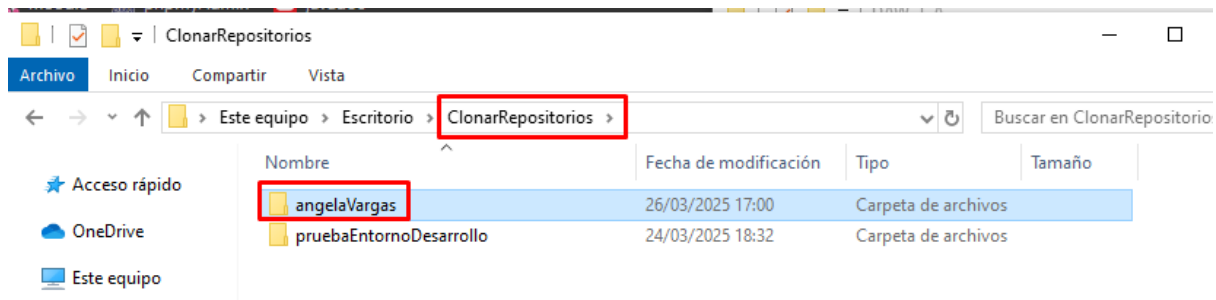 ClonarRepositorios
Archivo Inicio Compartir Vista
Este equipo > Escritorio > ClonarRepositorios > Buscar en ClonarRepositorio
Nombre Fecha de modificación Tipo Tamaño
Acceso rápido
angelaVargas 26/03/2025 17:00 Carpeta de archivos
OneDrive
pruebaEntornoDesarrollo 24/03/2025 18:32 Carpeta de archivos
Este equipo